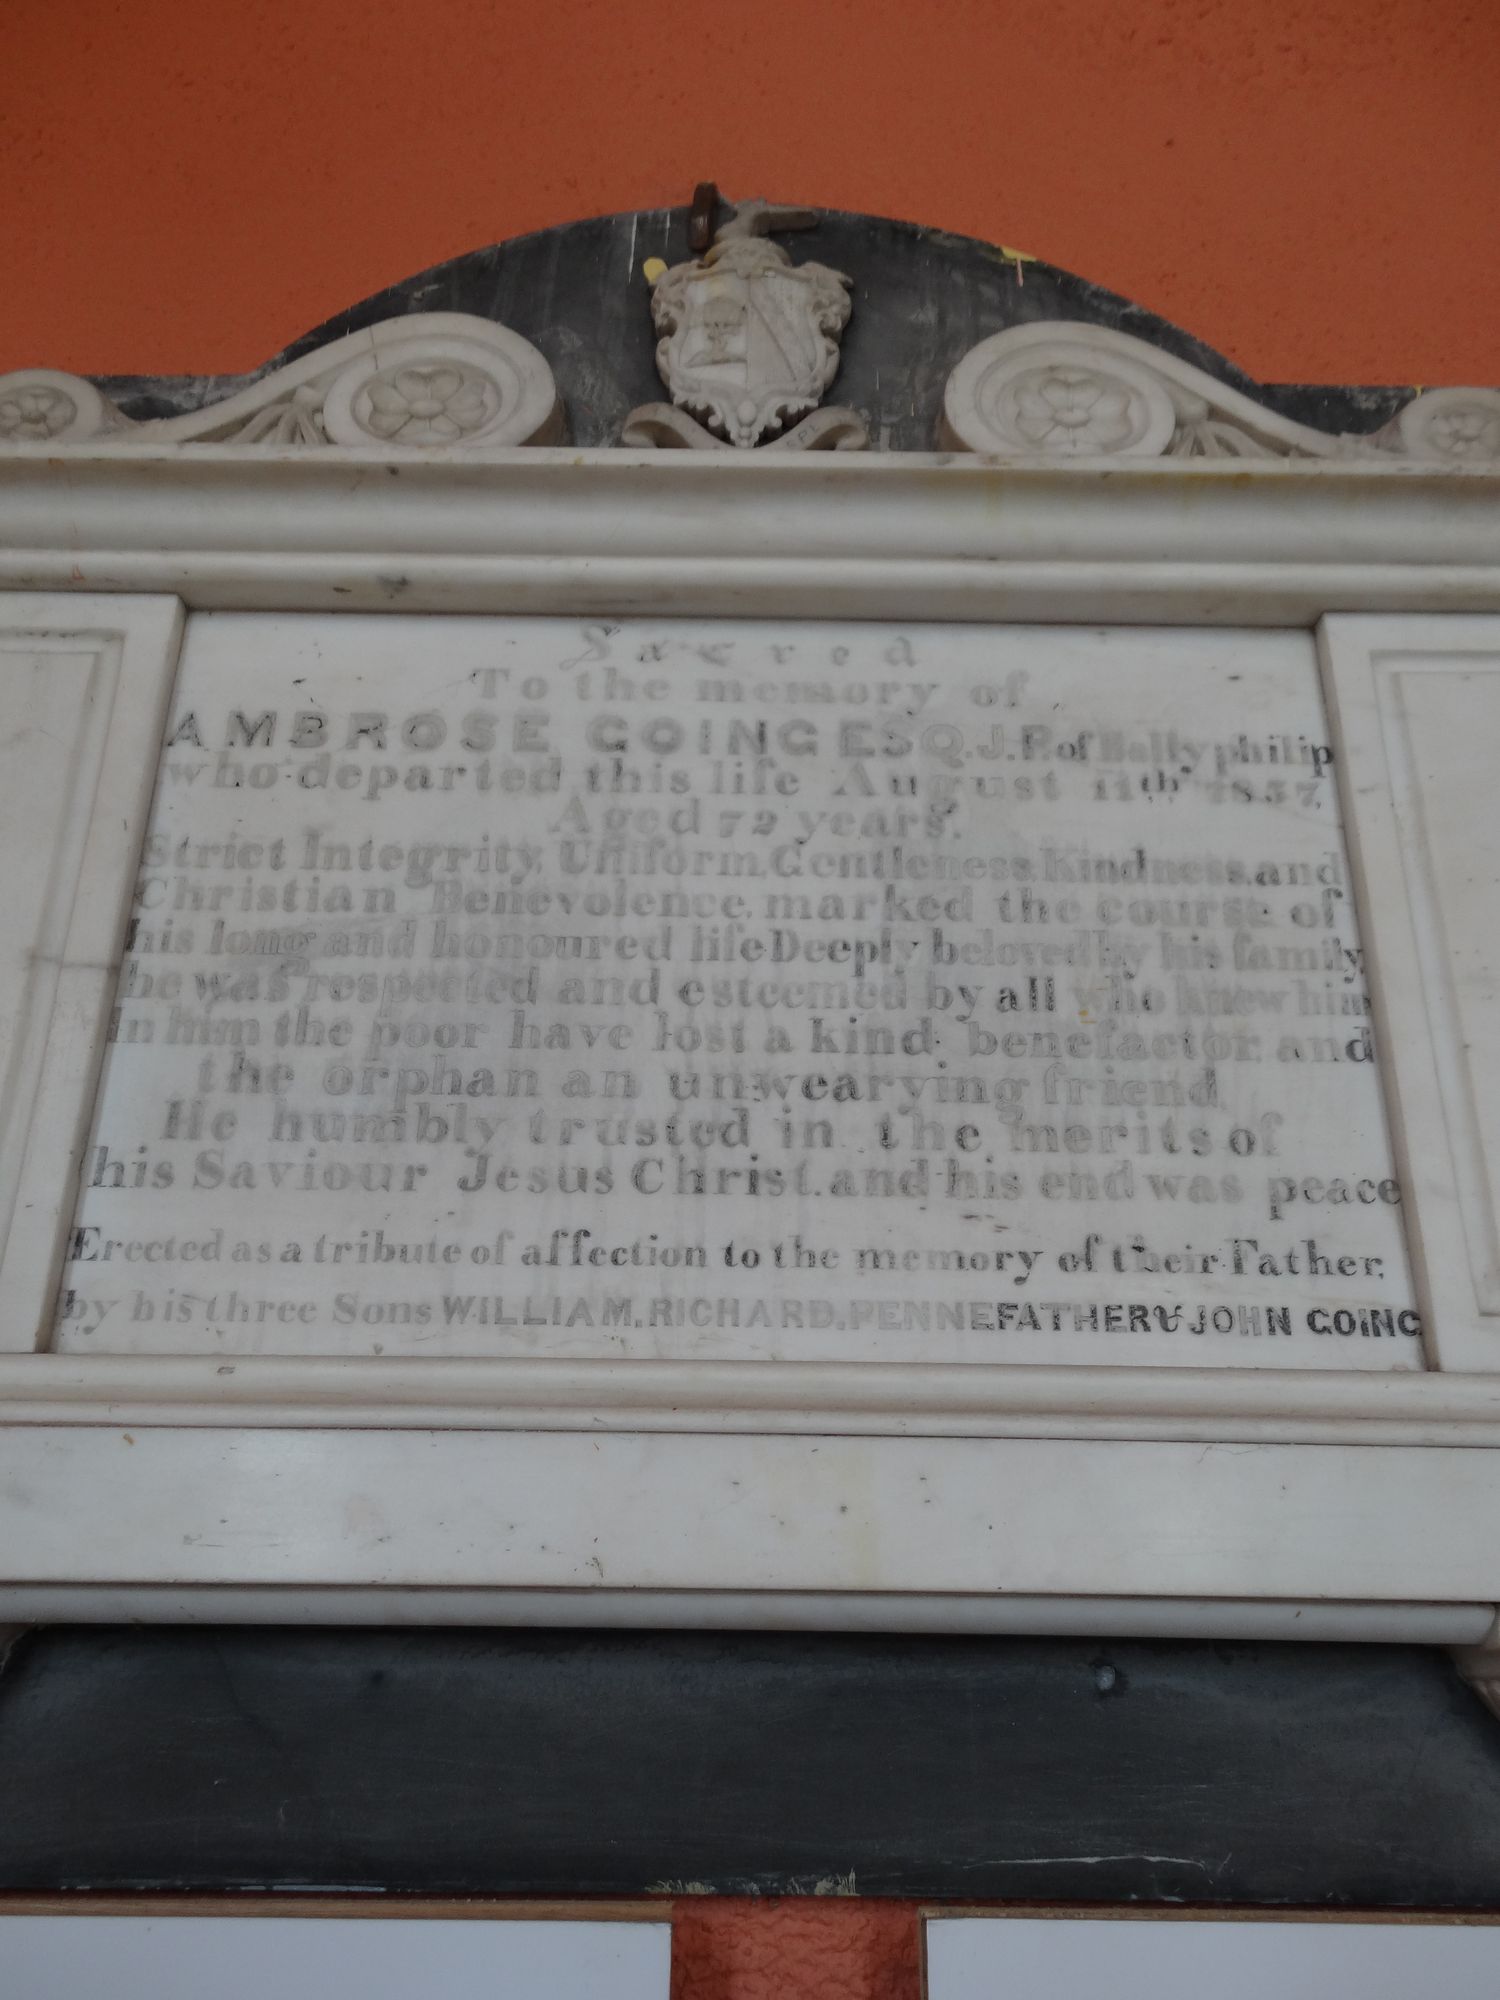 Sacred
To the memory of
AMBROSE GOING ESQ. J.P. of Ballyphilip
who departed this life August 11th 1857,
Aged 72 years.
Strict Integrity, Uniform, Gentleness, Kindness, and
Christian Benevolence, marked the course of
his long and honoured life Deeply beloved by his family,
he was respected and esteemed by all who knew him
In him the poor have lost a kind benefactor, and
the orphan an unwearying friend
He humbly trusted in the merits of
his Saviour Jesus Christ, and his end was peace
Erected as a tribute of affection to the memory of their Father,
by his three Sons WILLIAM, RICHARD, PENNEFATHER & JOHN GOING